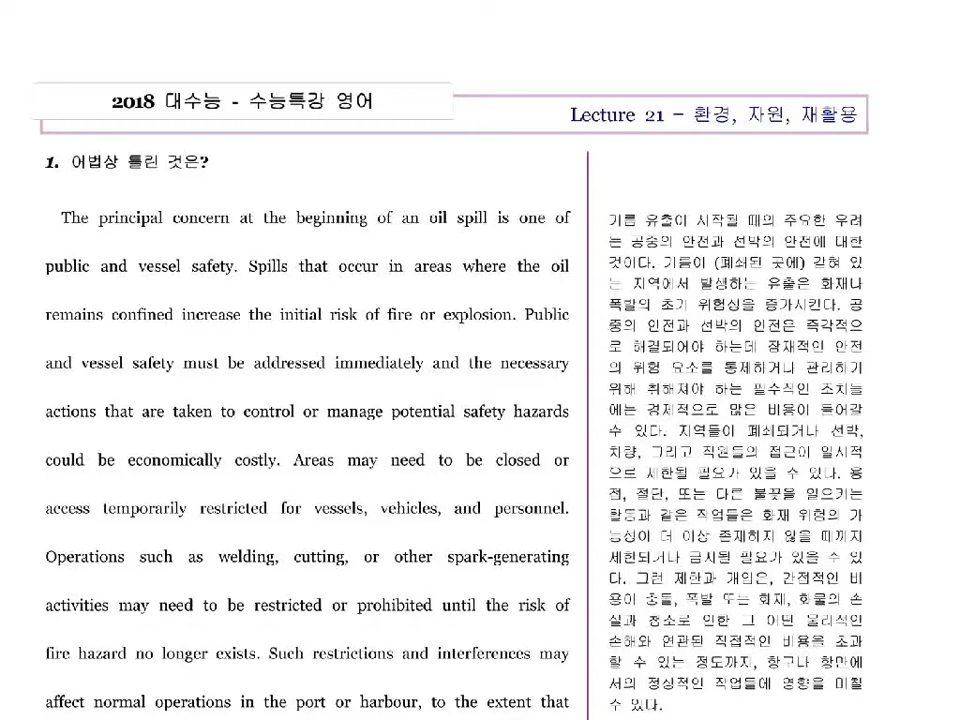 2018 대수능 - 수능특강 영어
Lecture 21 - 환경, 자원, 재활용
1. 어법상 틀린 것은?
The principal concern at the beginning of an oil spill is one of
public and vessel safety. Spills that occur in areas where the oil
remains confined increase the initial risk of fire or explosion. Public
and vessel safety must be addressed immediately and the necessary
actions that are taken to control or manage potential safety hazards
could be economically costly. Areas may need to be closed or
access temporarily restricted for vessels, vehicles, and personnel.
Operations such as welding, cutting, or other spark-generating
activities may need to be restricted or prohibited until the risk of
fire hazard no longer exists. Such restrictions and interferences may
affect normal operations in the port or harbour, to the extent that
기름 유출이 시작될 때의 주요한 우려
는 공중의 안전과 선박의 안전에 대한
것이다. 기름이 (폐쇄된 곳에) 갇혀 있
는 지역에서 발생하는 유출은 화재나
폭발의 초기 위험성을 증가시킨다. 공
중의 안전과 선박의 안전은 즉각적으
로 해결되어야 하는데 잠재적인 안전
의 위험 요소를 통제하거나 관리하기
위해 취해져야 하는 필수적인 조치들
에는 경제적으로 많은 비용이 들어갈
수 있다. 지역들이 폐쇄되거나 선박,
차량, 그리고 직원들의 접근이 일시적
으로 제한될 필요가 있을 수 있다. 용
접, 절단, 또는 다른 불꽃을 일으키는
활동과 같은 작업들은 화재 위험의 가
능성이 더 이상 존재하지 않을 때까지
제한되거나 금지될 필요가 있을 수 있
다. 그런 제한과 개입은, 간접적인 비
용이 충돌, 폭발 또는 화재, 화물의 손
실과 청소로 인한 그 어떤 물리적인
손해와 연관된 직접적인 비용을 초과
할 수 있는 정도까지, 항구나 항만에
서의 정상적인 작업들에 영향을 미칠
수 있다.